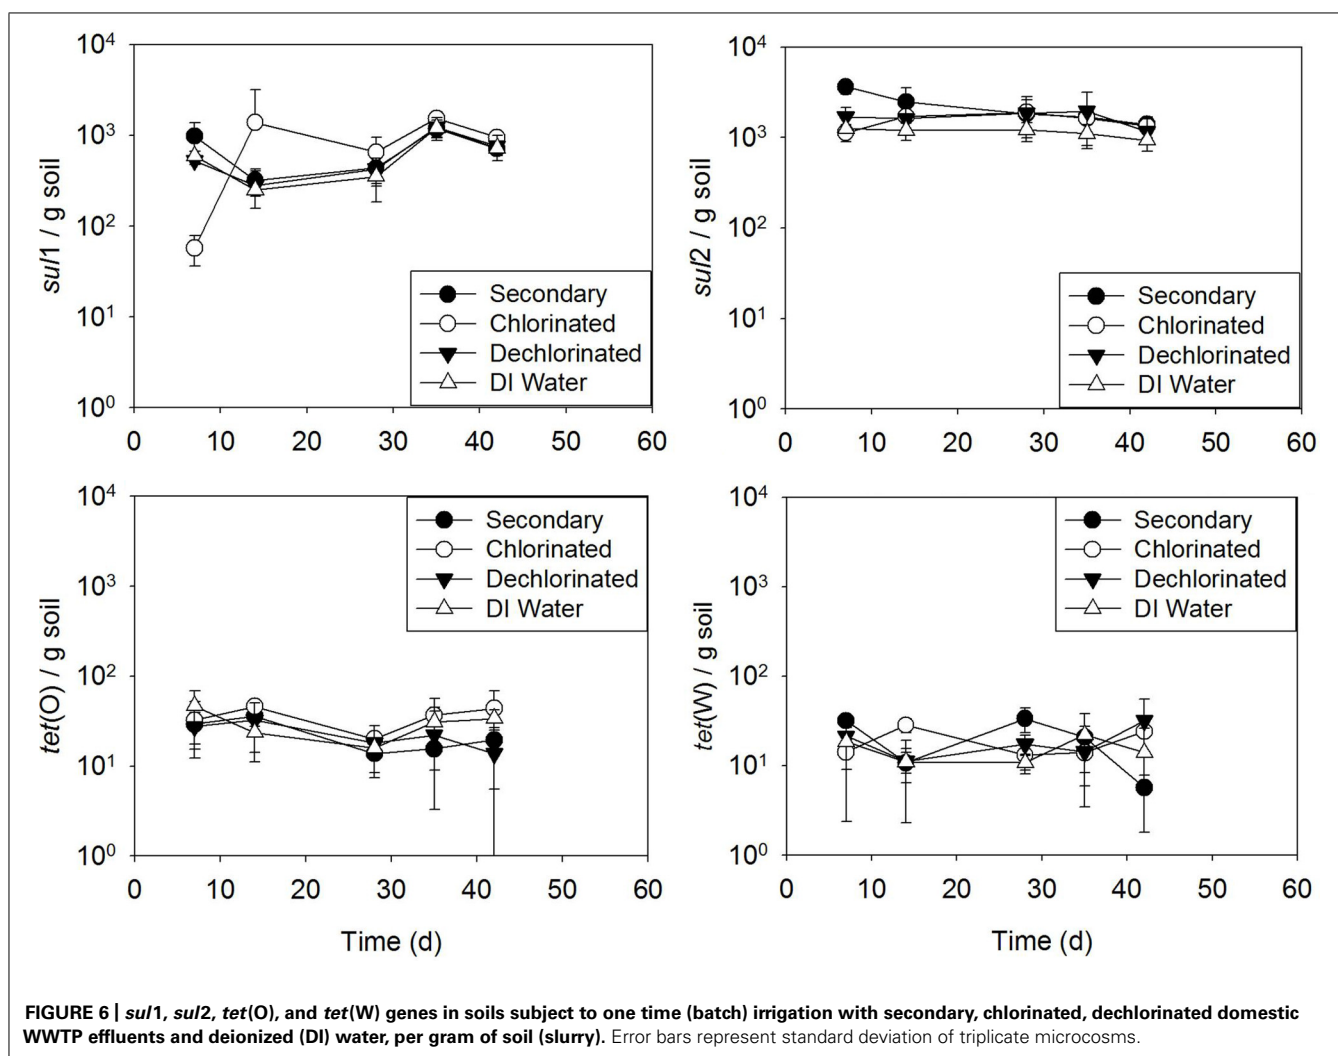 10⁴
10³
10²
10¹
10⁰
sul1 / g soil
0 10 20 30 40 50 60
Secondary
Chlorinated
Dechlorinated
DI Water
10⁴
10³
10²
10¹
10⁰
sul2 / g soil
0 10 20 30 40 50 60
Secondary
Chlorinated
Dechlorinated
DI Water
10⁴
10³
10²
10¹
10⁰
tet(O) / g soil
0 10 20 30 40 50 60
Time (d)
Secondary
Chlorinated
Dechlorinated
DI Water
10⁴
10³
10²
10¹
10⁰
tet(W) / g soil
0 10 20 30 40 50 60
Time (d)
Secondary
Chlorinated
Dechlorinated
DI Water
FIGURE 6 | sul1, sul2, tet(O), and tet(W) genes in soils subject to one time (batch) irrigation with secondary, chlorinated, dechlorinated domestic
WWTP effluents and deionized (DI) water, per gram of soil (slurry). Error bars represent standard deviation of triplicate microcosms.